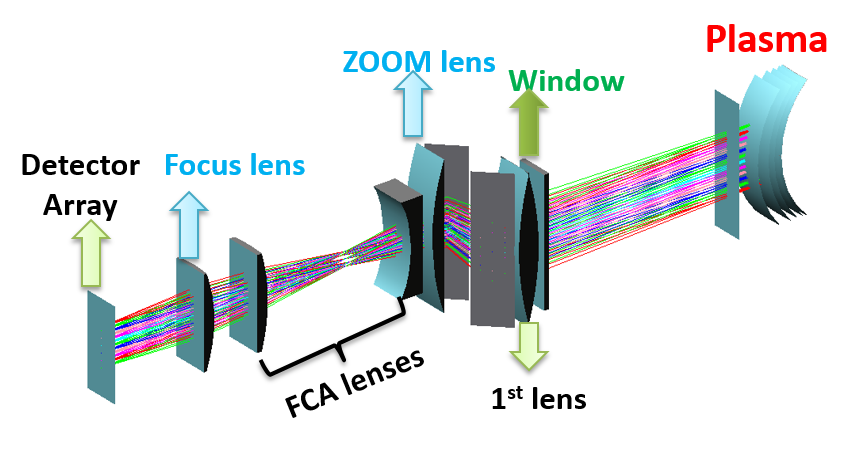 Plasma
ZOOM lens
Window
Detector
Array
Focus lens
FCA lenses
1st lens